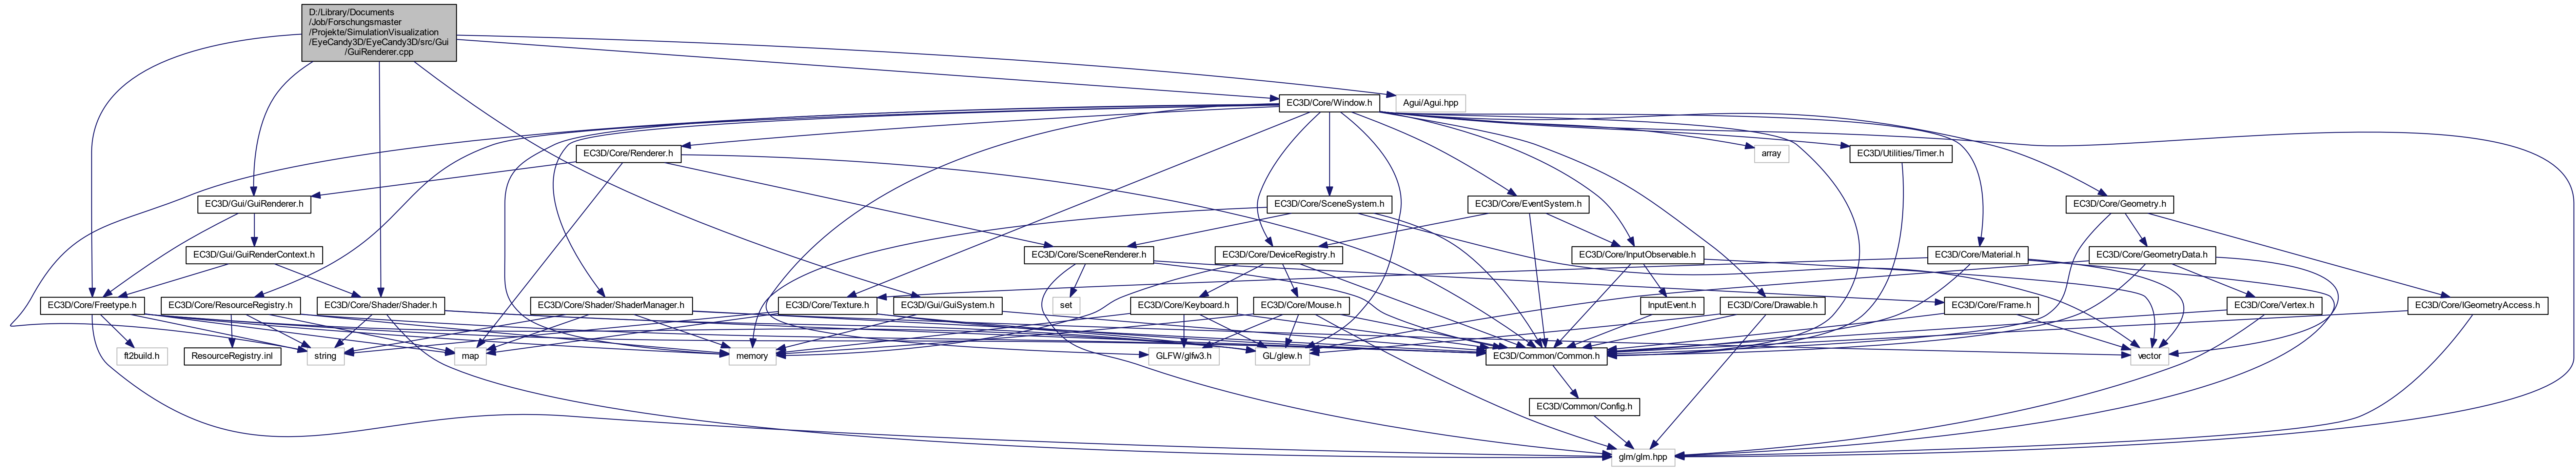 D:/Library/Documents
/Job/Forschungsmaster
/Projekte/SimulationVisualization
/EyeCandy3D/EyeCandy3D/src/Gui
/GuiRenderer.cpp
EC3D/Core/Window.h
Agui/Agui.hpp
EC3D/Core/Renderer.h
array
EC3D/Utilities/Timer.h
EC3D/Gui/GuiRenderer.h
EC3D/Core/SceneSystem.h
EC3D/Core/EventSystem.h
EC3D/Core/Geometry.h
EC3D/Gui/GuiRenderContext.h
EC3D/Core/SceneRenderer.h
EC3D/Core/DeviceRegistry.h
EC3D/Core/InputObservable.h
EC3D/Core/Material.h
EC3D/Core/GeometryData.h
EC3D/Core/Freetype.h
EC3D/Core/ResourceRegistry.h
EC3D/Core/Shader/Shader.h
EC3D/Core/Shader/ShaderManager.h
EC3D/Core/Texture.h
EC3D/Gui/GuiSystem.h
set
EC3D/Core/Keyboard.h
EC3D/Core/Mouse.h
InputEvent.h
EC3D/Core/Drawable.h
EC3D/Core/Frame.h
EC3D/Core/Vertex.h
EC3D/Core/IGeometryAccess.h
ft2build.h
ResourceRegistry.inl
string
map
memory
GLFW/glfw3.h
GL/glew.h
EC3D/Common/Common.h
vector
EC3D/Common/Config.h
glm/glm.hpp